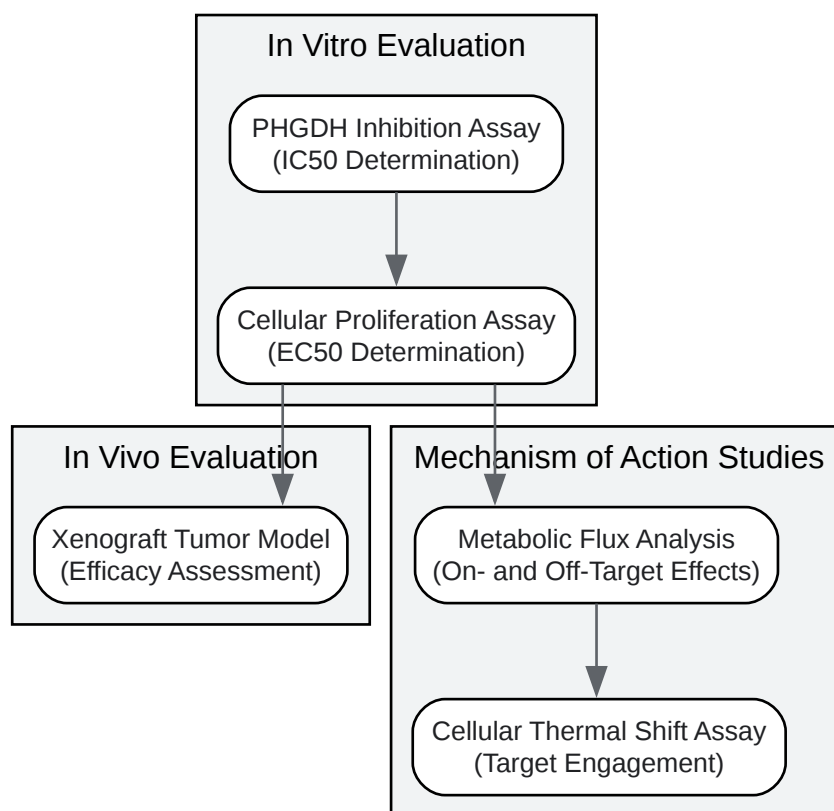 In Vitro Evaluation
PHGDH Inhibition Assay
(IC50 Determination)
Cellular Proliferation Assay
(EC50 Determination)
In Vivo Evaluation
Xenograft Tumor Model
(Efficacy Assessment)
Mechanism of Action Studies
Metabolic Flux Analysis
(On- and Off-Target Effects)
Cellular Thermal Shift Assay
(Target Engagement)